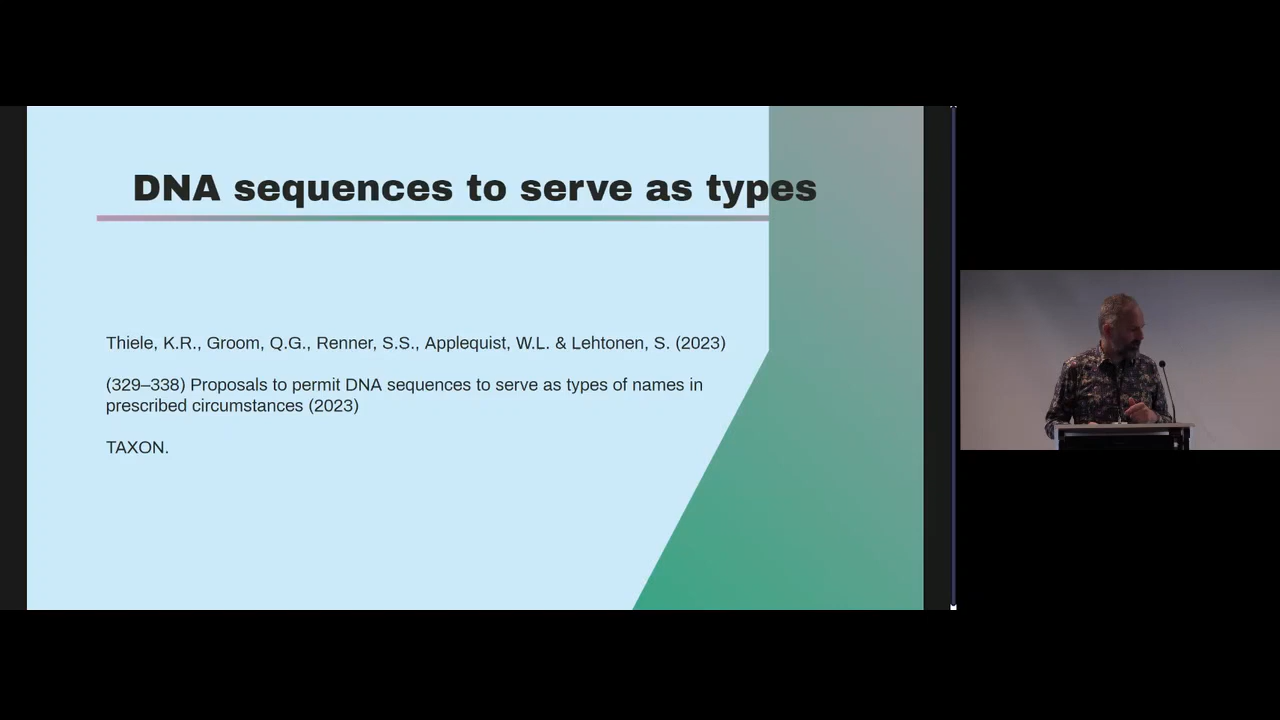 DNA sequences to serve as types
Thiele, K.R., Groom, Q.G., Renner, S.S., Applequist, W.L. & Lehtonen, S. (2023)
(329–338) Proposals to permit DNA sequences to serve as types of names in
prescribed circumstances (2023)
TAXON.